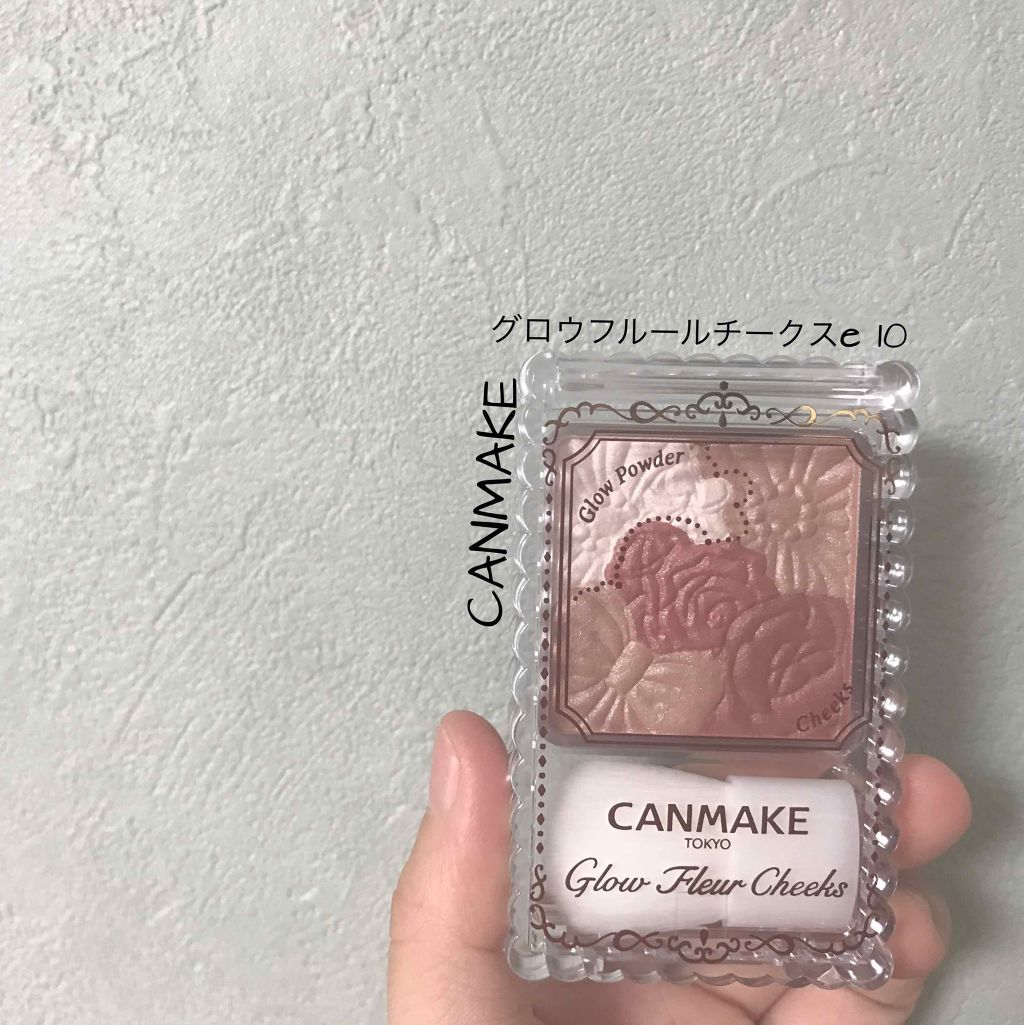 グロウフルールチークスe 10
CANMAKE
Glow Powder
Cheeks
CANMAKE
TOKYO
Glow Fleur Cheeks